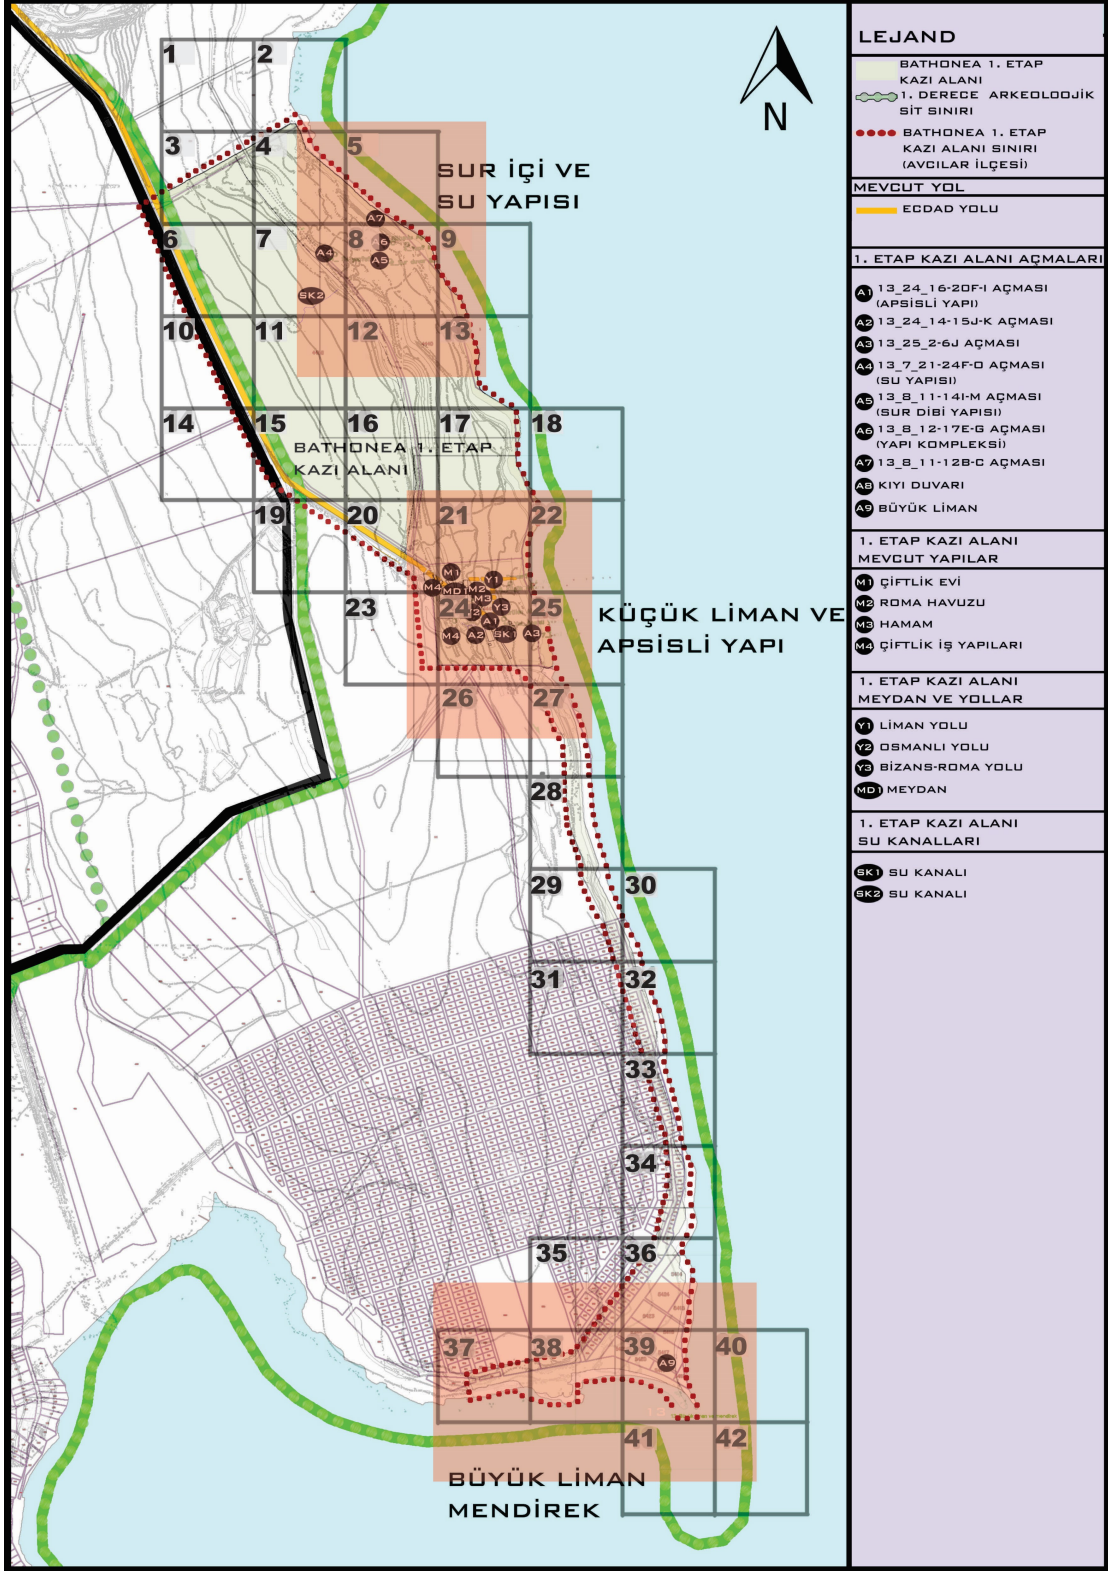 1
2
3
4
5
SUR İÇİ VE
SU YAPISI
A7
6
7
8
9
A6
A4
A5
SK2
10
11
12
13
14
15
16
17
18
BATHONEA 1. ETAP
KAZI ALANI
19
20
21
22
M1
Y1
M4
MD1
M2
M3
23
24
25
Y3
2
A1
M4
A2
SK1
A3
KÜÇÜK LİMAN VE
APSİSLİ YAPI
26
27
28
29
30
31
32
33
34
35
36
37
38
39
40
A9
41
42
BÜYÜK LİMAN
MENDİREK
N
LEJAND
BATHONEA 1. ETAP
KAZI ALANI
1. DERECE ARKEOLOOJİK
SİT SINIRI
BATHONEA 1. ETAP
KAZI ALANI SINIRI
(AVCILAR İLÇESİ)
MEVCUT YOL
ECDAD YOLU
1. ETAP KAZI ALANI AÇMALARI
A1 13_24_16-20F-I AÇMASI
(APSİSLİ YAPI)
A2 13_24_14-15J-K AÇMASI
A3 13_25_2-6J AÇMASI
A4 13_7_21-24F-O AÇMASI
(SU YAPISI)
A5 13_8_11-14I-M AÇMASI
(SUR DİBİ YAPISI)
A6 13_8_12-17E-G AÇMASI
(YAPI KOMPLEKSİ)
A7 13_8_11-12B-C AÇMASI
A8 KIYI DUVARI
A9 BÜYÜK LİMAN
1. ETAP KAZI ALANI
MEVCUT YAPILAR
M1 ÇİFTLİK EVİ
M2 ROMA HAVUZU
M3 HAMAM
M4 ÇİFTLİK İŞ YAPILARI
1. ETAP KAZI ALANI
MEYDAN VE YOLLAR
Y1 LİMAN YOLU
Y2 OSMANLI YOLU
Y3 BİZANS-ROMA YOLU
MD1 MEYDAN
1. ETAP KAZI ALANI
SU KANALLARI
SK1 SU KANALI
SK2 SU KANALI